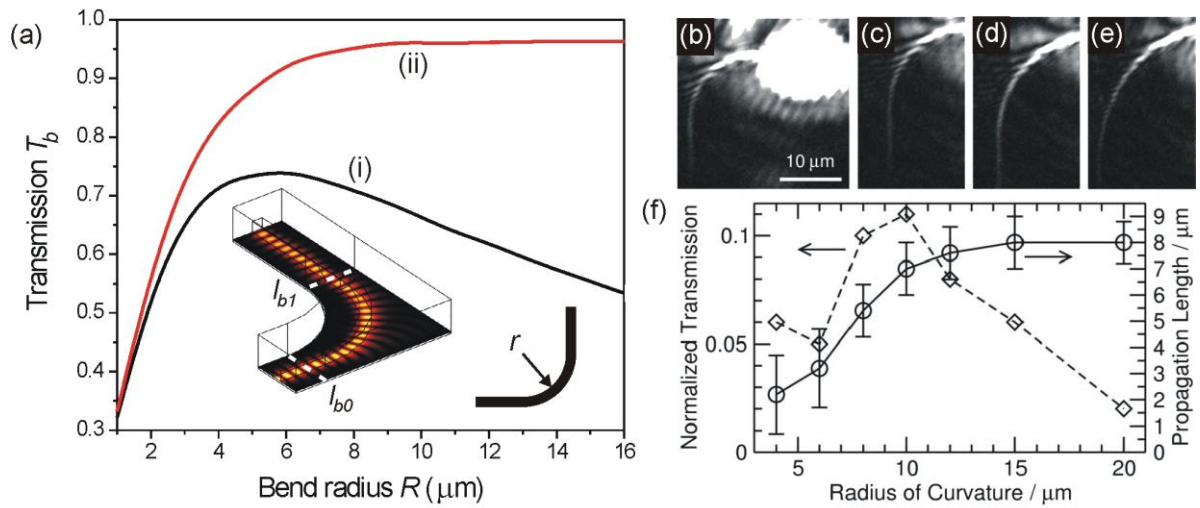 (a)
1.0
0.9
0.8
0.7
0.6
0.5
0.4
0.3
Transmission T_b
(ii)
(i)
l_b1
l_b0
r
2 4 6 8 10 12 14 16
Bend radius R (μm)
(b)
10 μm
(c)
(d)
(e)
(f)
0.1
0.05
0
Normalized Transmission
9
8
7
6
5
4
3
2
1
0
Propagation Length / μm
5 10 15 20
Radius of Curvature / μm